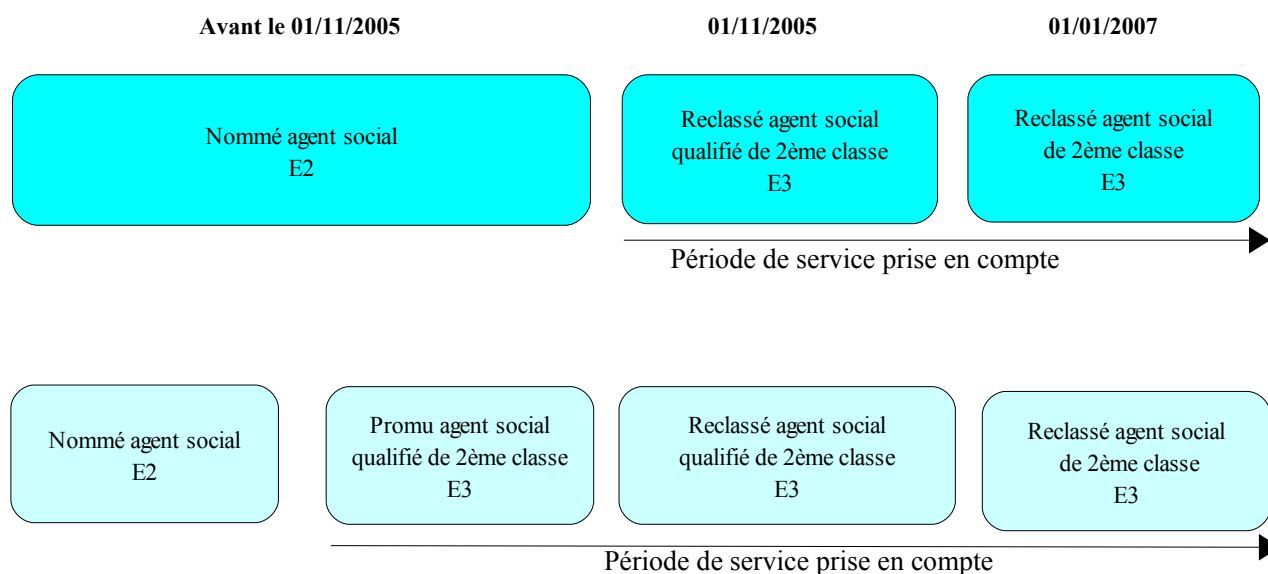 Avant le 01/11/2005
01/11/2005
01/01/2007
Nommé agent social
E2
Reclassé agent social
qualifié de 2ème classe
E3
Reclassé agent social
de 2ème classe
E3
Période de service prise en compte
Nommé agent social
E2
Promu agent social
qualifié de 2ème classe
E3
Reclassé agent social
qualifié de 2ème classe
E3
Reclassé agent social
de 2ème classe
E3
Période de service prise en compte